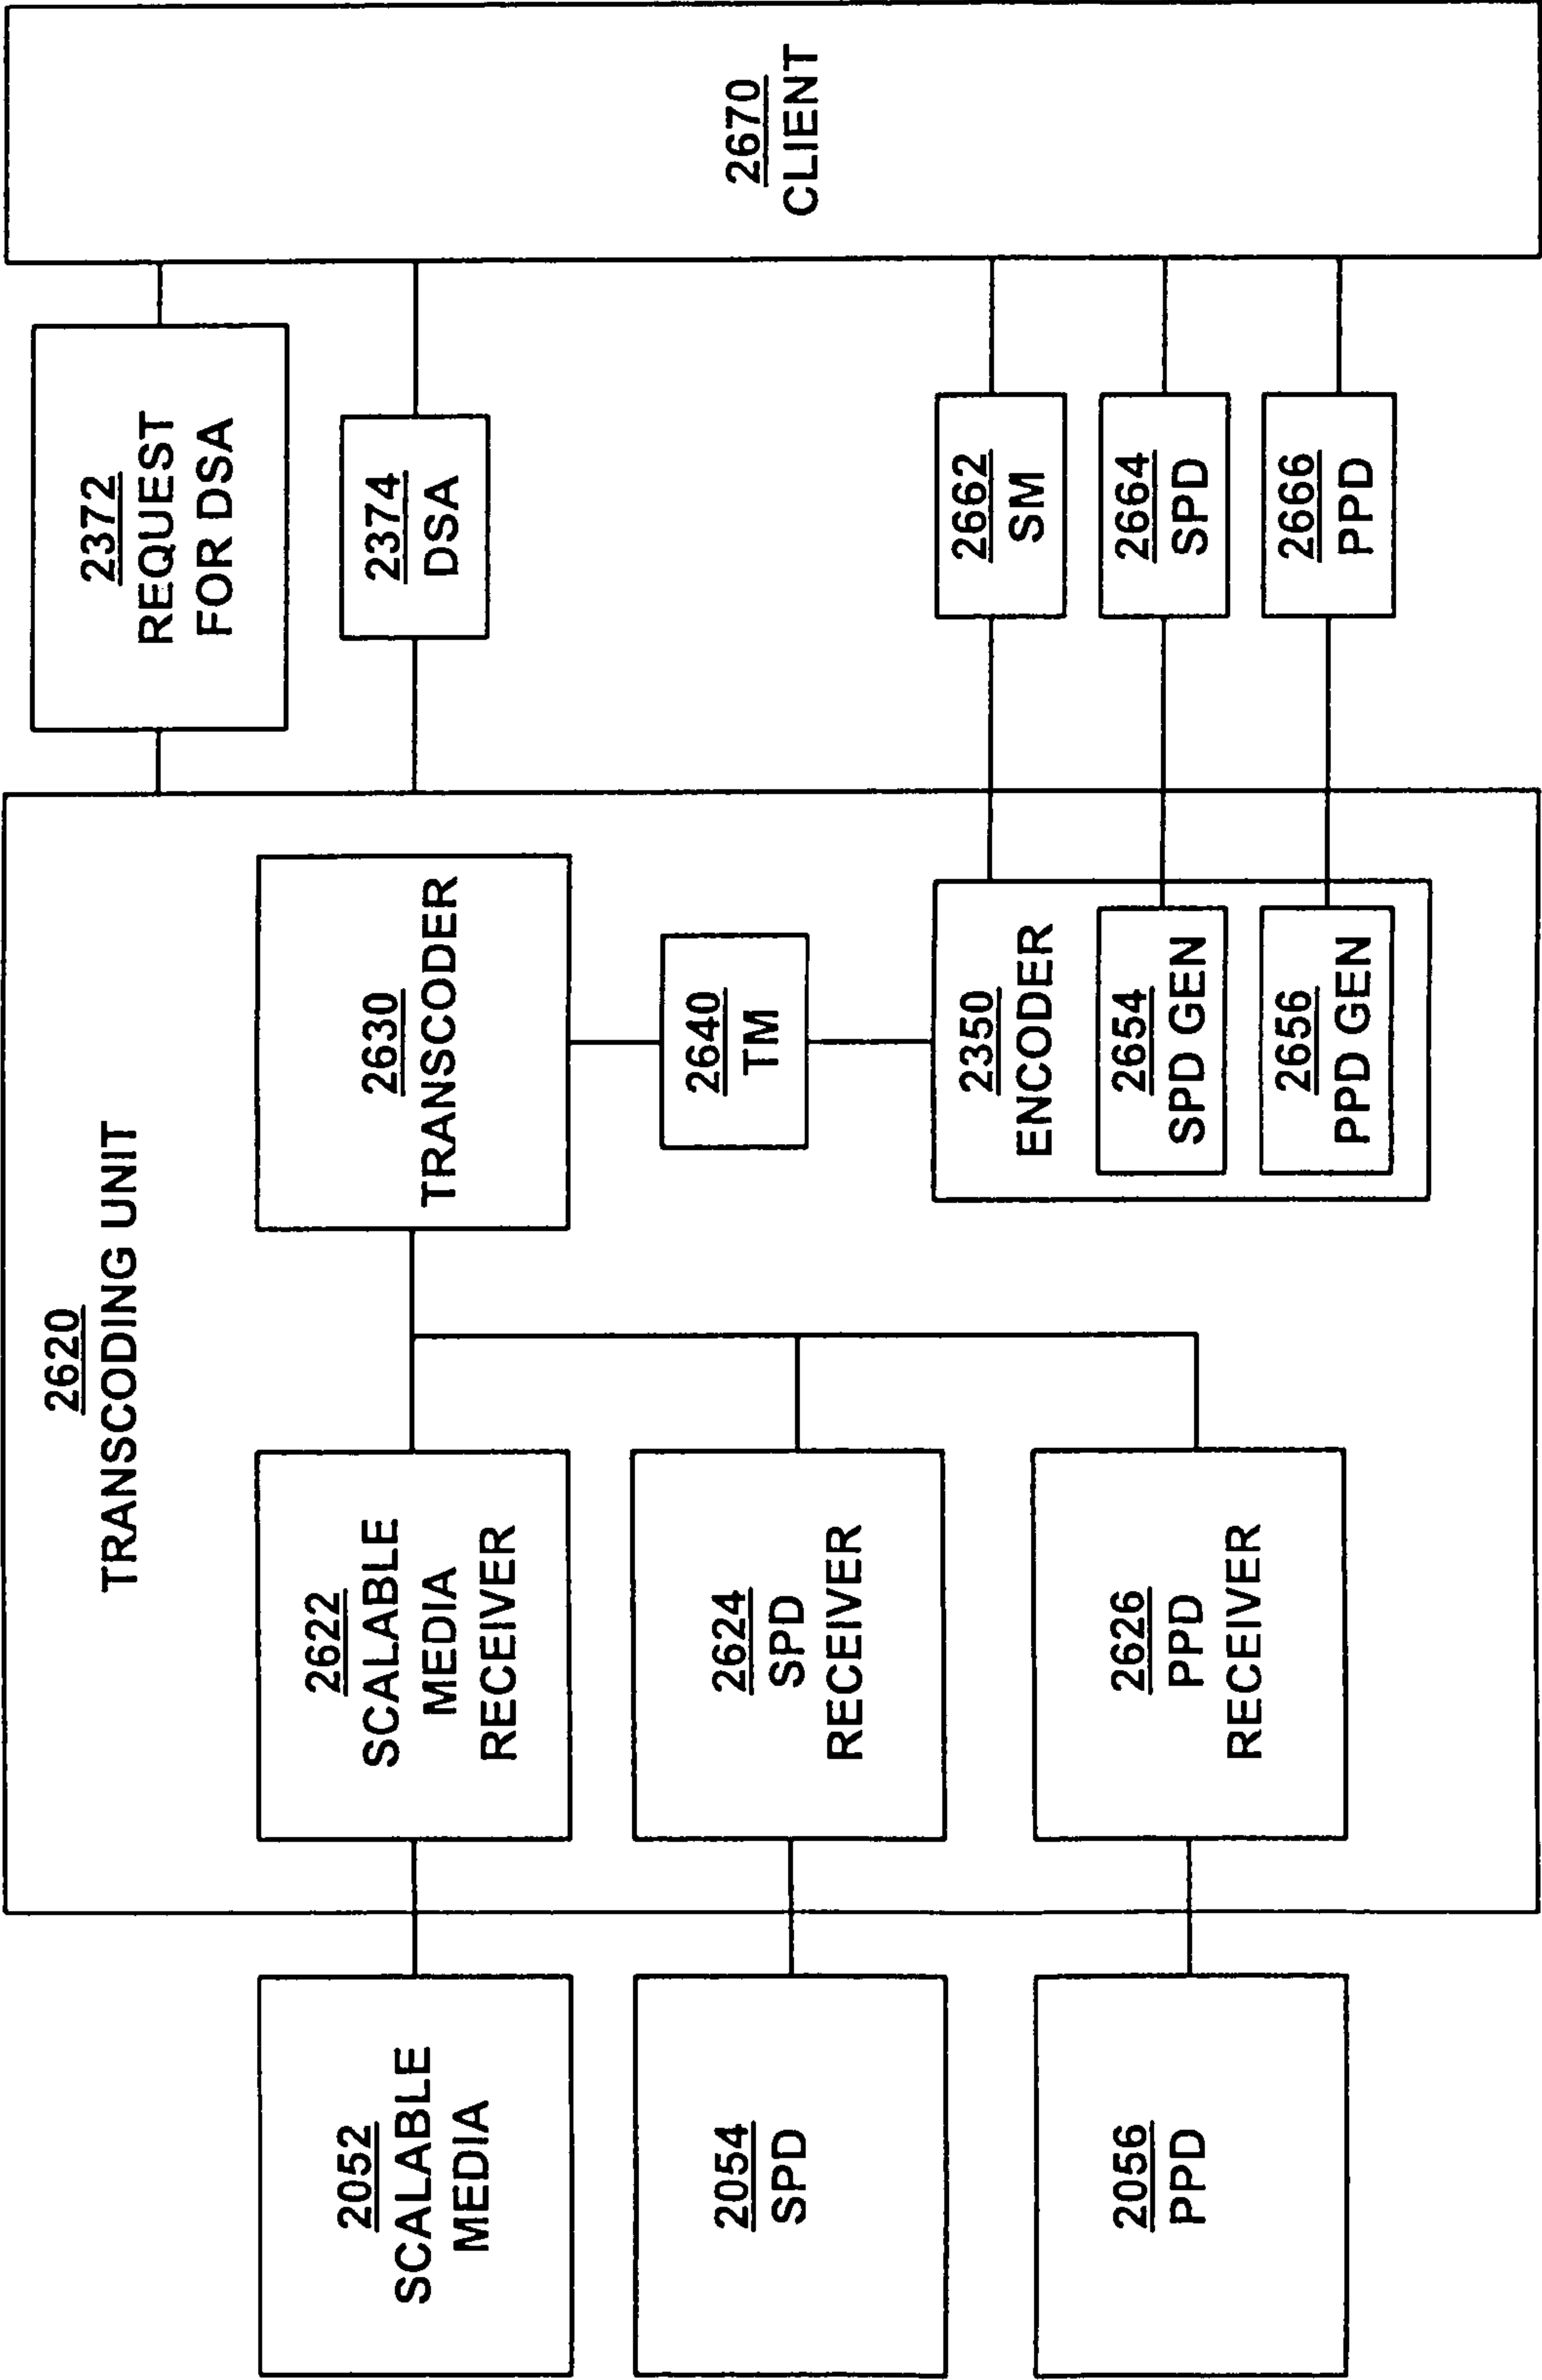 2620
TRANSCODING UNIT
2052
SCALABLE
MEDIA
2622
SCALABLE
MEDIA
RECEIVER
2630
TRANSCODER
2372
REQUEST
FOR DSA
2374
DSA
2640
TM
2054
SPD
2624
SPD
RECEIVER
2056
PPD
2626
PPD
RECEIVER
2350
ENCODER
2654
SPD GEN
2656
PPD GEN
2662
SM
2664
SPD
2666
PPD
2670
CLIENT